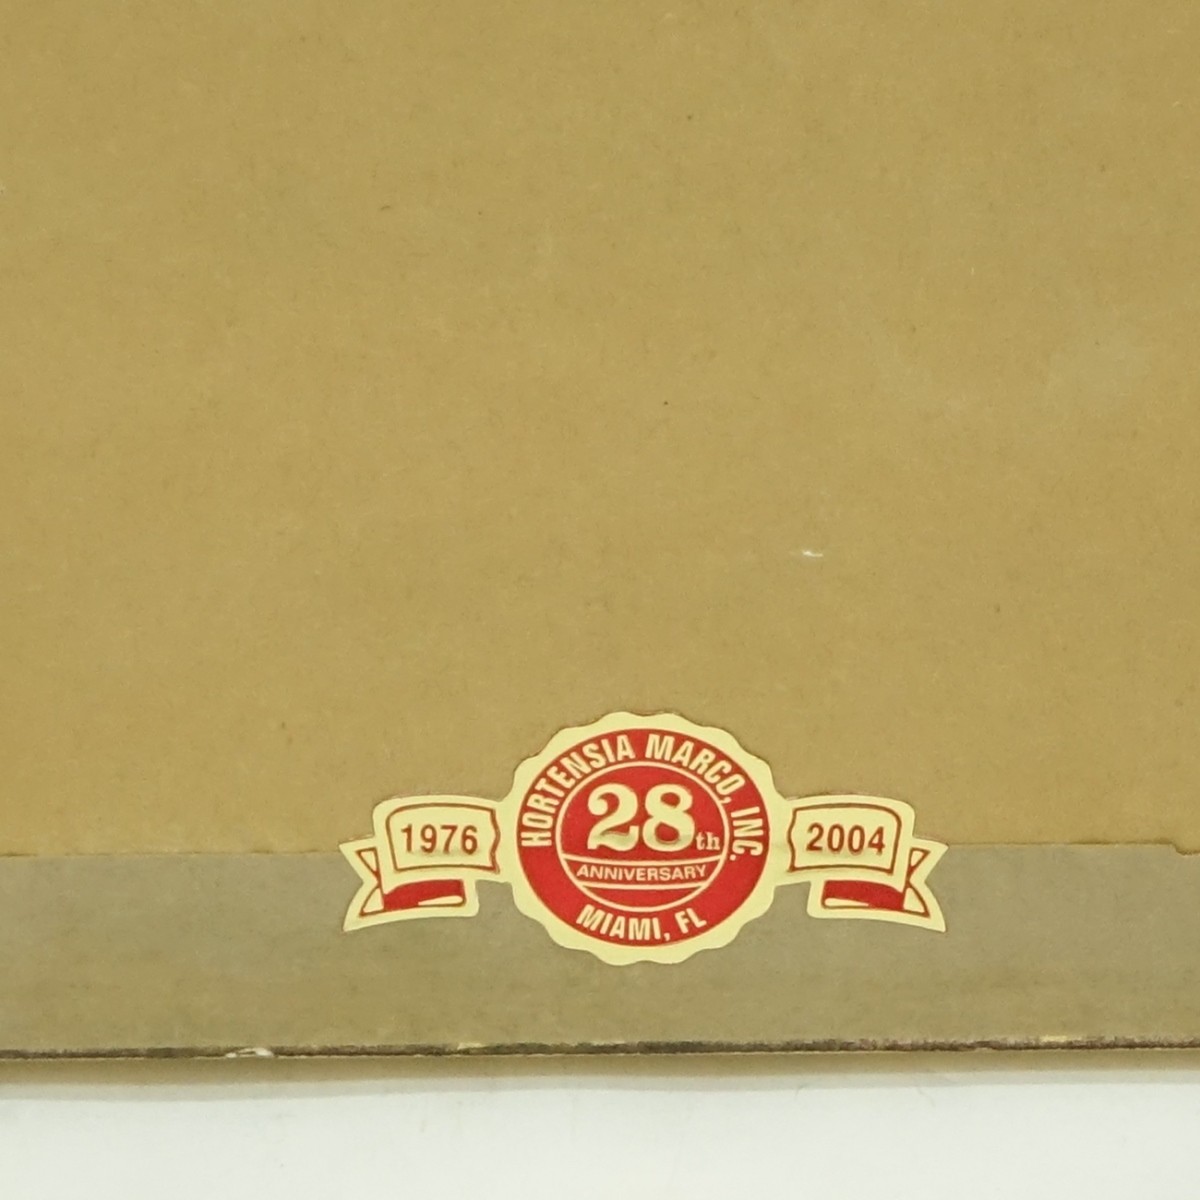 HORTENSIA MARCO, INC.
1976
28th
2004
ANNIVERSARY
MIAMI, FL